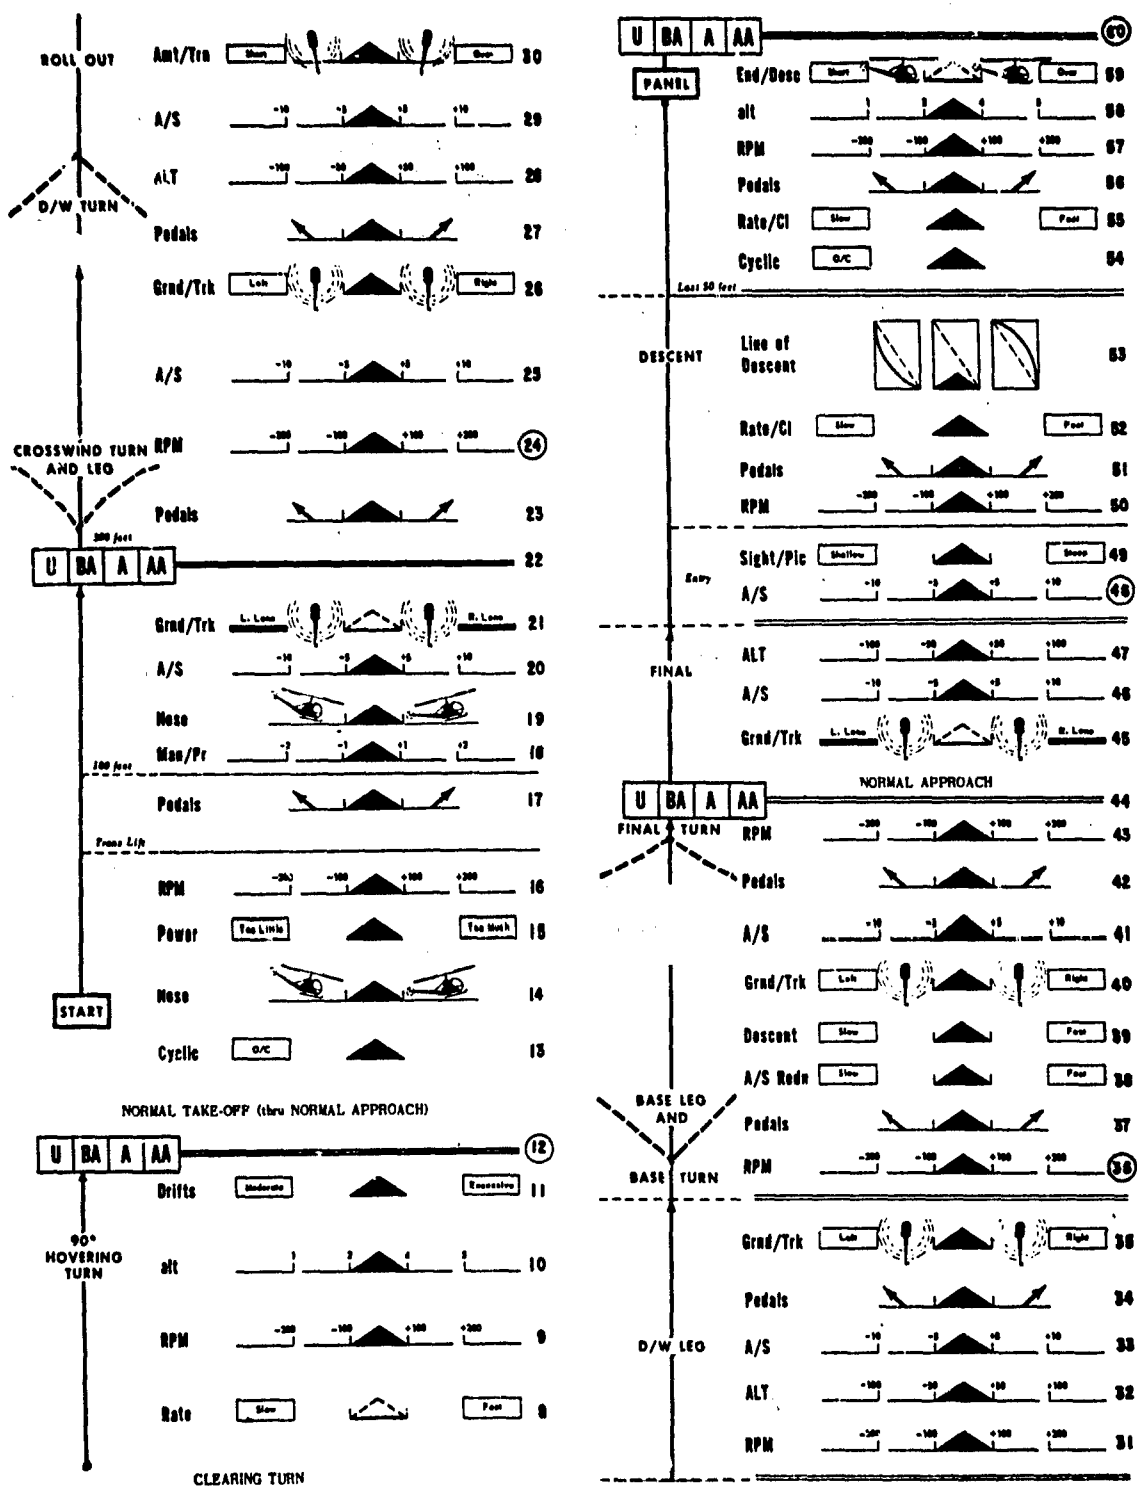 ROLL OUT
Amt/Trn Short Over 30
A/S -10 -5 +5 +10 29
ALT -100 -50 +50 +100 28
D/W TURN
Pedals 27
Grnd/Trk Left Right 26
A/S -10 -5 +5 +10 25
CROSSWIND TURN AND LEG
RPM -200 -100 +100 +200 24
Pedals 23
300 feet
U BA A AA 22
Grnd/Trk L. Lane R. Lane 21
A/S -10 -5 +5 +10 20
Nose 19
Man/Pr -2 -1 +1 +2 18
100 feet
Pedals 17
Trans Lift
RPM -200 -100 +100 +200 16
Power Too Little Too Much 15
Nose 14
START
Cyclic O/C 13
NORMAL TAKE-OFF (thru NORMAL APPROACH)
U BA A AA 12
Drifts Moderate Excessive 11
90° HOVERING TURN
alt 1 2 4 5 10
RPM -200 -100 +100 +200 9
Rate Slow Fast 8
CLEARING TURN
U BA A AA 60
PANEL
End/Desc Short Over 59
alt 1 2 4 5 58
RPM -200 -100 +100 +200 57
Pedals 56
Rate/Cl Slow Fast 55
Cyclic O/C 54
Last 50 feet
DESCENT
Line of Descent 53
Rate/Cl Slow Fast 52
Pedals 51
RPM -200 -100 +100 +200 50
Sight/Pic Shallow Steep 49
Entry
A/S -10 -5 +5 +10 48
FINAL
ALT -100 -50 +50 +100 47
A/S -10 -5 +5 +10 46
Grnd/Trk L. Lane R. Lane 45
NORMAL APPROACH
U BA A AA 44
FINAL TURN
RPM -200 -100 +100 +200 43
Pedals 42
A/S -10 -5 +5 +10 41
Grnd/Trk Left Right 40
Descent Slow Fast 39
A/S Redn Slow Fast 38
BASE LEG AND
Pedals 37
BASE TURN
RPM -200 -100 +100 +200 36
Grnd/Trk Left Right 35
Pedals 34
D/W LEG
A/S -10 -5 +5 +10 33
ALT -100 -50 +50 +100 32
RPM -200 -100 +100 +200 31